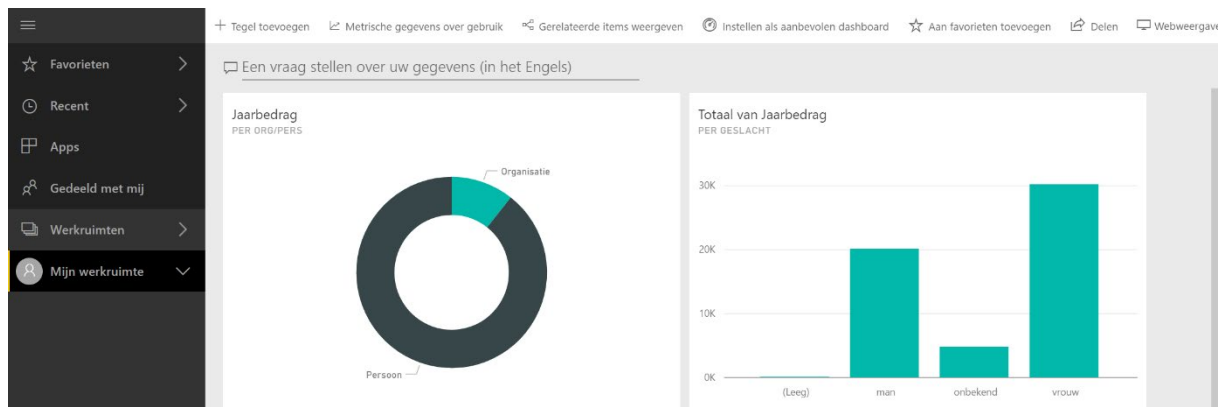 Tegel toevoegen
Metrische gegevens over gebruik
Gerelateerde items weergeven
Instellen als aanbevolen dashboard
Aan favorieten toevoegen
Delen
Webweergave
Favorieten
Recent
Apps
Gedeeld met mij
Werkruimten
Mijn werkruimte
Een vraag stellen over uw gegevens (in het Engels)
Jaarbedrag
PER ORG/PERS
Organisatie
Persoon
Totaal van Jaarbedrag
PER GESLACHT
30K
20K
10K
0K
(Leeg)
man
onbekend
vrouw